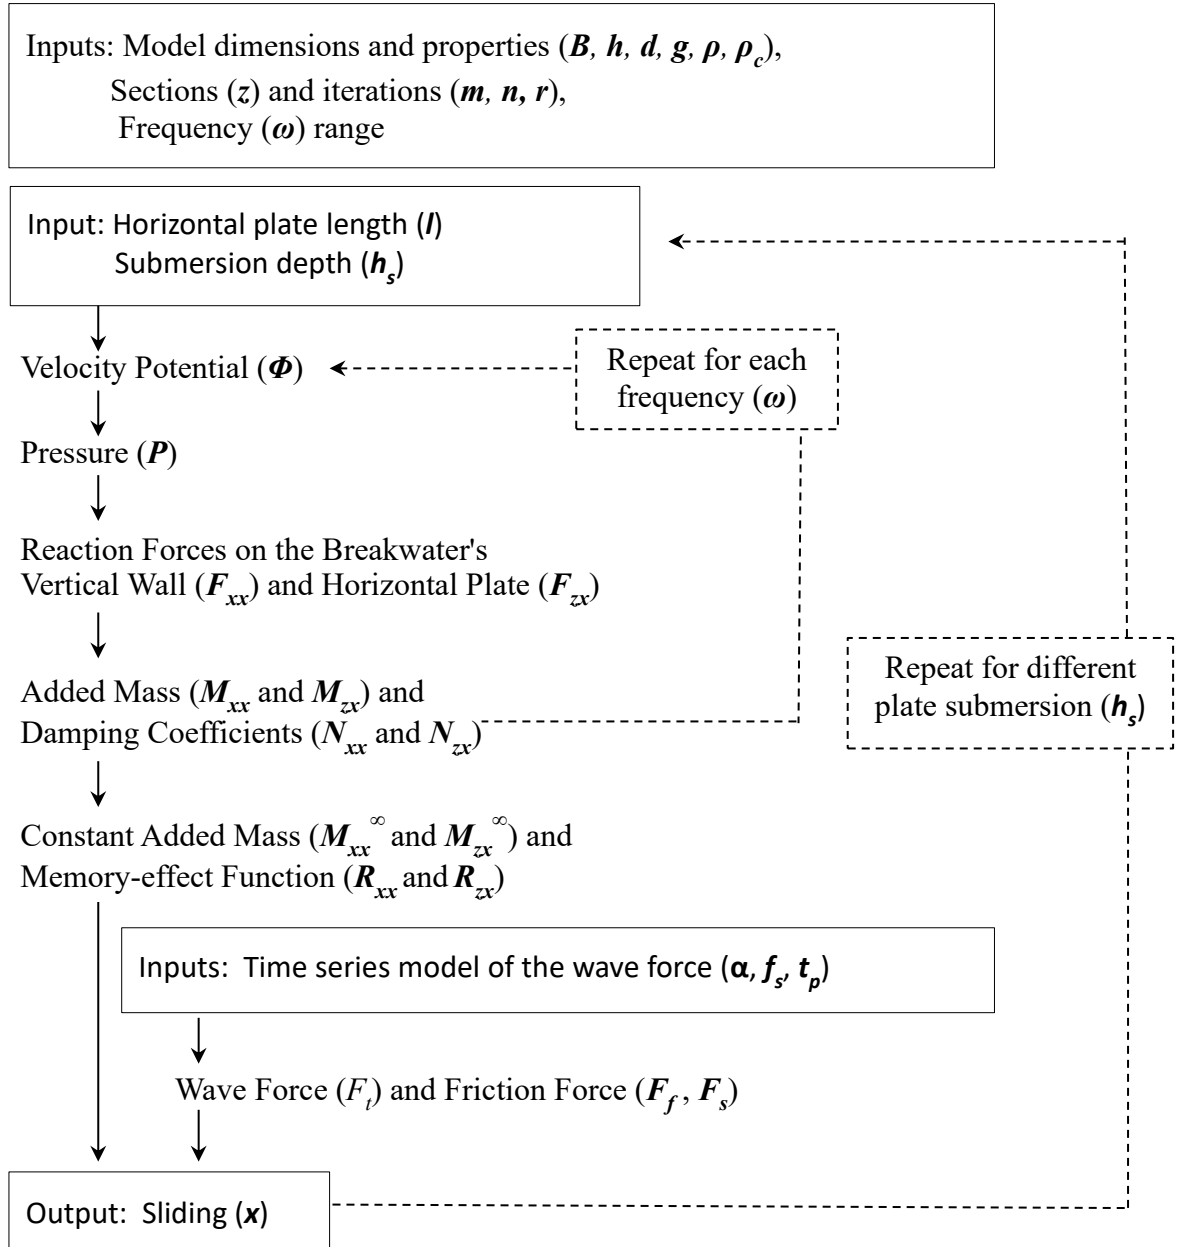 Inputs: Model dimensions and properties (B, h, d, g, ρ, ρc),
Sections (z) and iterations (m, n, r),
Frequency (ω) range
Input: Horizontal plate length (l)
Submersion depth (hs)
Velocity Potential (Φ)
Repeat for each
frequency (ω)
Pressure (P)
Reaction Forces on the Breakwater's
Vertical Wall (Fxx) and Horizontal Plate (Fzx)
Repeat for different
plate submersion (hs)
Added Mass (Mxx and Mzx) and
Damping Coefficients (Nxx and Nzx)
Constant Added Mass (Mxx∞ and Mzx∞) and
Memory-effect Function (Rxx and Rzx)
Inputs: Time series model of the wave force (α, fs, tp)
Wave Force (Ft) and Friction Force (Ff, Fs)
Output: Sliding (x)